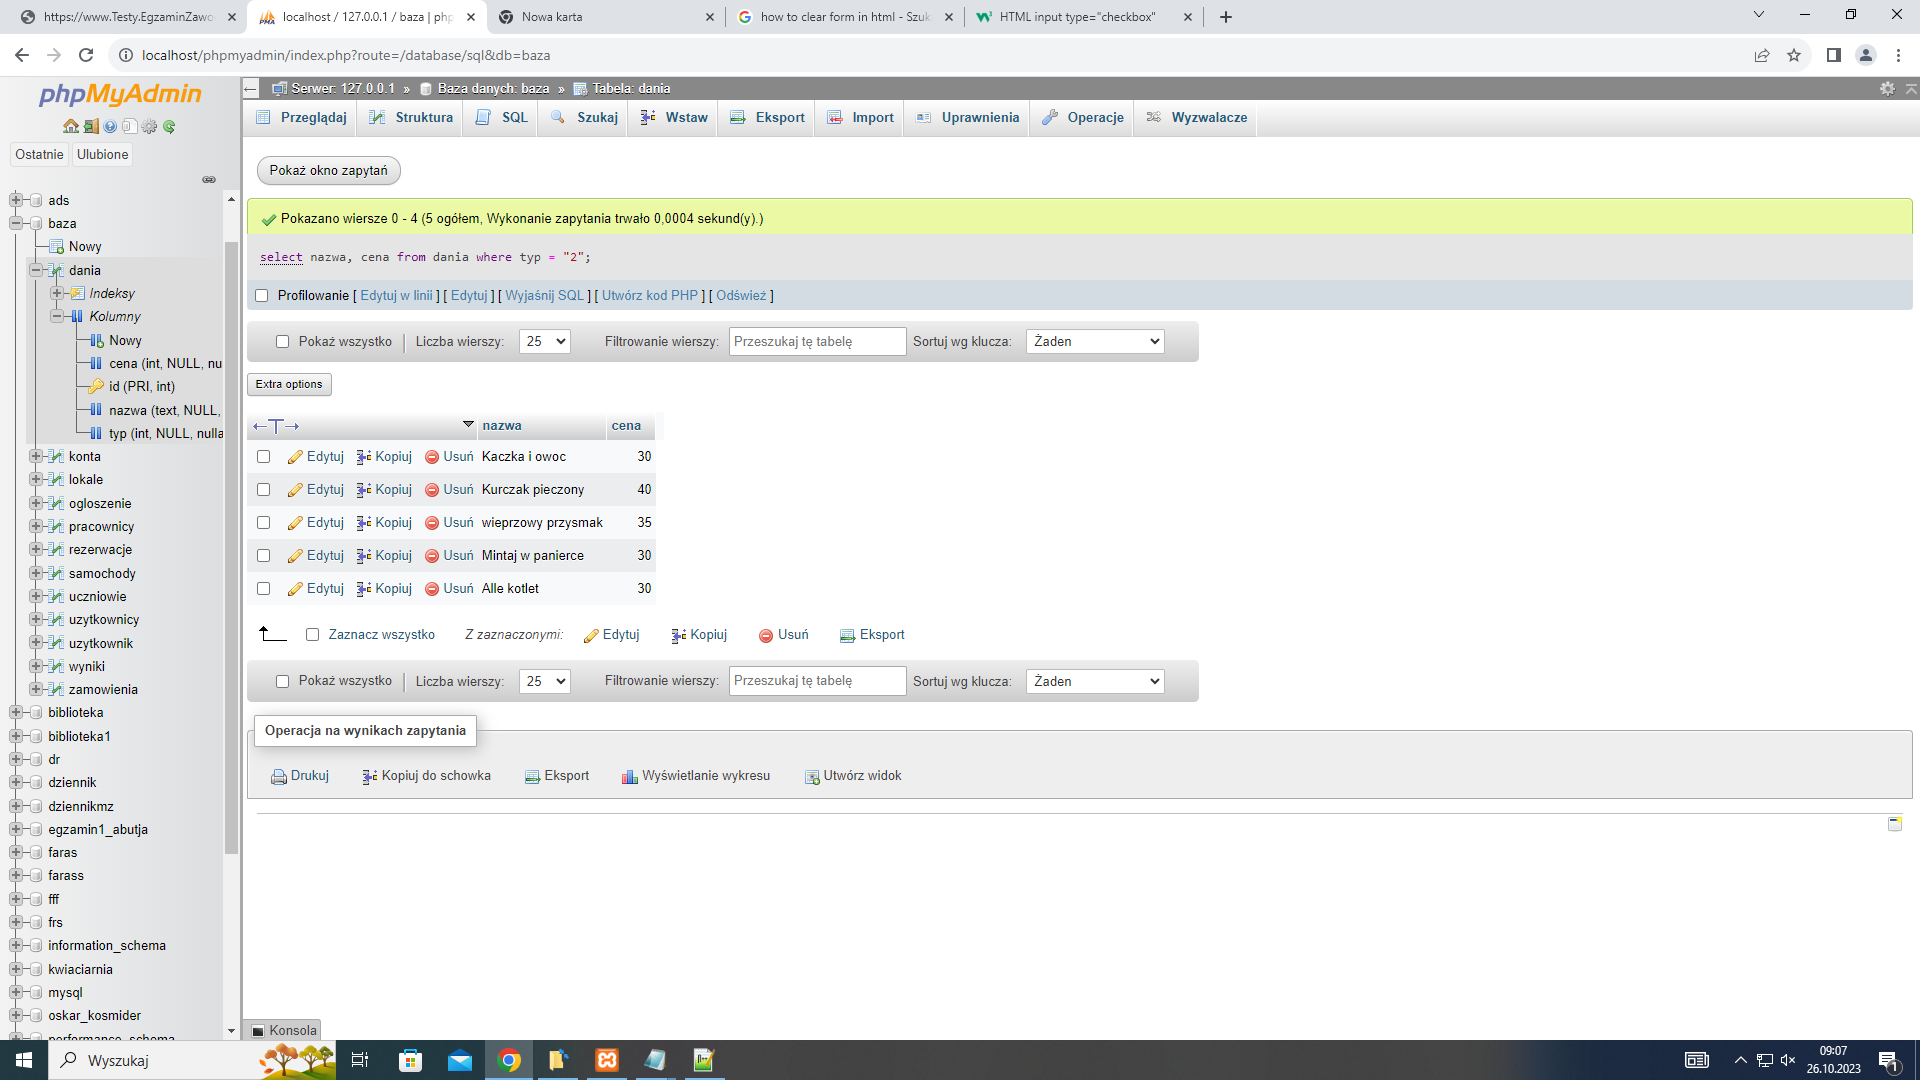 https://www.Testy.EgzaminZawo
localhost / 127.0.0.1 / baza | php
Nowa karta
how to clear form in html - Szuk
HTML input type="checkbox"
localhost/phpmyadmin/index.php?route=/database/sql&db=baza
phpMyAdmin
Ostatnie Ulubione
ads
baza
Nowy
dania
Indeksy
Kolumny
Nowy
cena (int, NULL, nu
id (PRI, int)
nazwa (text, NULL,
typ (int, NULL, nulla
konta
lokale
ogloszenie
pracownicy
rezerwacje
samochody
uczniowie
uzytkownicy
uzytkownik
wyniki
zamowienia
biblioteka
biblioteka1
dr
dziennik
dziennikmz
egzamin1_abutja
faras
farass
fff
frs
information_schema
kwiaciarnia
mysql
oskar_kosmider
performance_schema
Serwer: 127.0.0.1 » Baza danych: baza » Tabela: dania
Przeglądaj Struktura SQL Szukaj Wstaw Eksport Import Uprawnienia Operacje Wyzwalacze
Pokaż okno zapytań
Pokazano wiersze 0 - 4 (5 ogółem, Wykonanie zapytania trwało 0,0004 sekund(y).)
select nazwa, cena from dania where typ = "2";
Profilowanie [ Edytuj w linii ] [ Edytuj ] [ Wyjaśnij SQL ] [ Utwórz kod PHP ] [ Odśwież ]
Pokaż wszystko Liczba wierszy: 25 Filtrowanie wierszy: Przeszukaj tę tabelę Sortuj wg klucza: Żaden
Extra options
←T→ nazwa cena
Edytuj Kopiuj Usuń Kaczka i owoc 30
Edytuj Kopiuj Usuń Kurczak pieczony 40
Edytuj Kopiuj Usuń wieprzowy przysmak 35
Edytuj Kopiuj Usuń Mintaj w panierce 30
Edytuj Kopiuj Usuń Alle kotlet 30
Zaznacz wszystko Z zaznaczonymi: Edytuj Kopiuj Usuń Eksport
Pokaż wszystko Liczba wierszy: 25 Filtrowanie wierszy: Przeszukaj tę tabelę Sortuj wg klucza: Żaden
Operacja na wynikach zapytania
Drukuj Kopiuj do schowka Eksport Wyświetlanie wykresu Utwórz widok
Konsola
Wyszukaj
09:07
26.10.2023
1